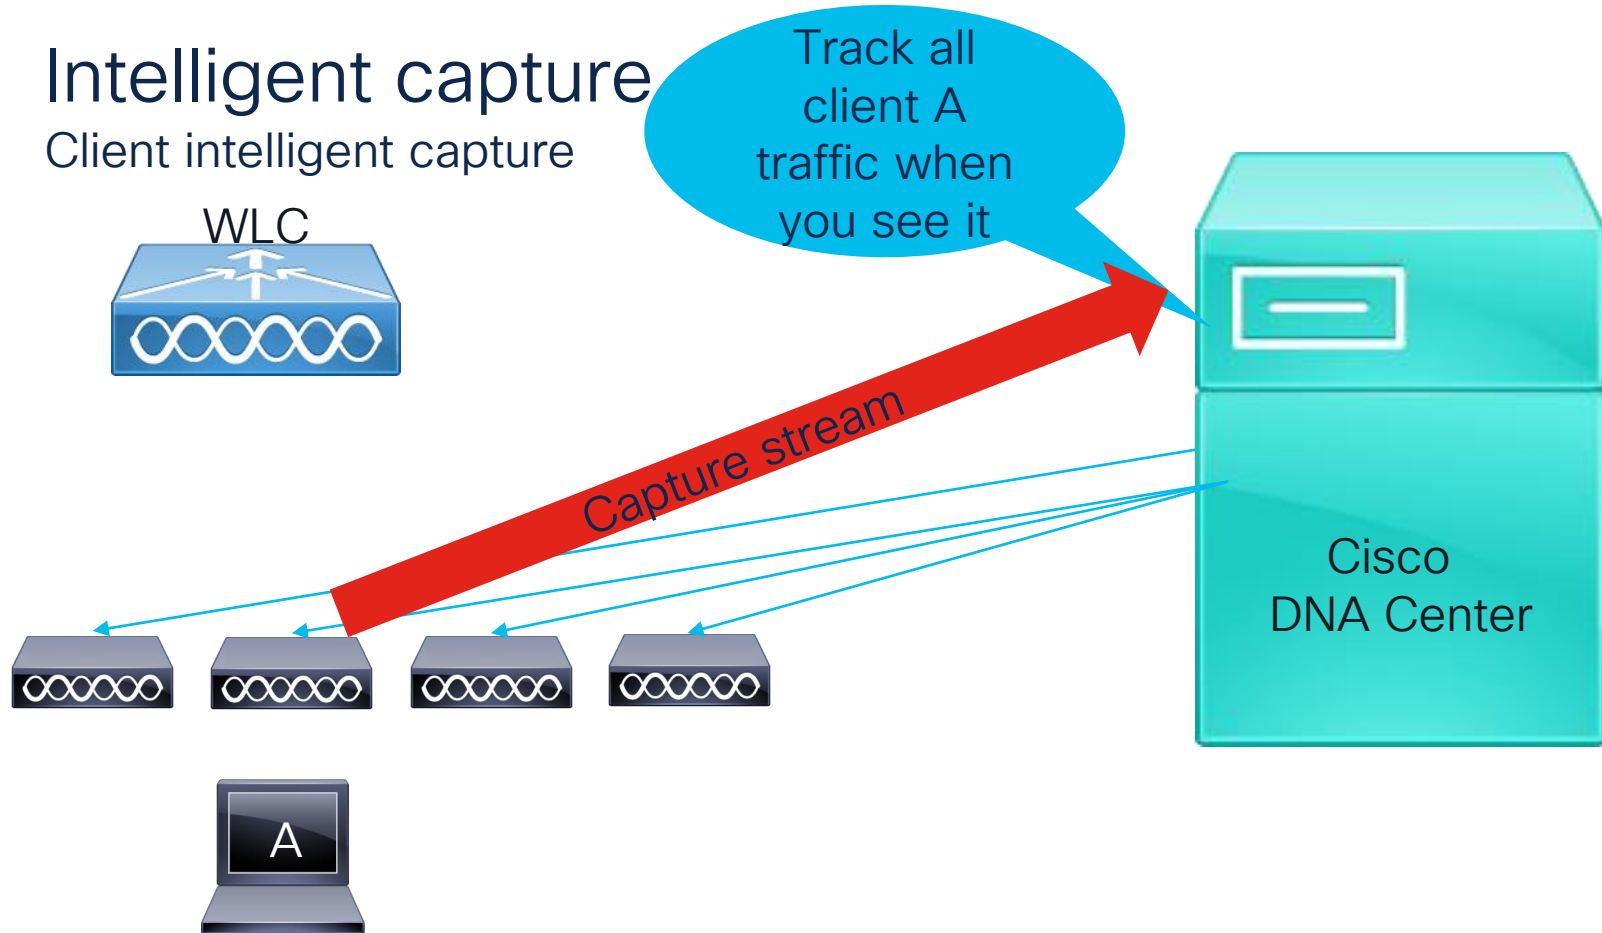 Intelligent capture
Client intelligent capture
Track all
client A
traffic when
you see it
WLC
Capture stream
Cisco
DNA Center
A